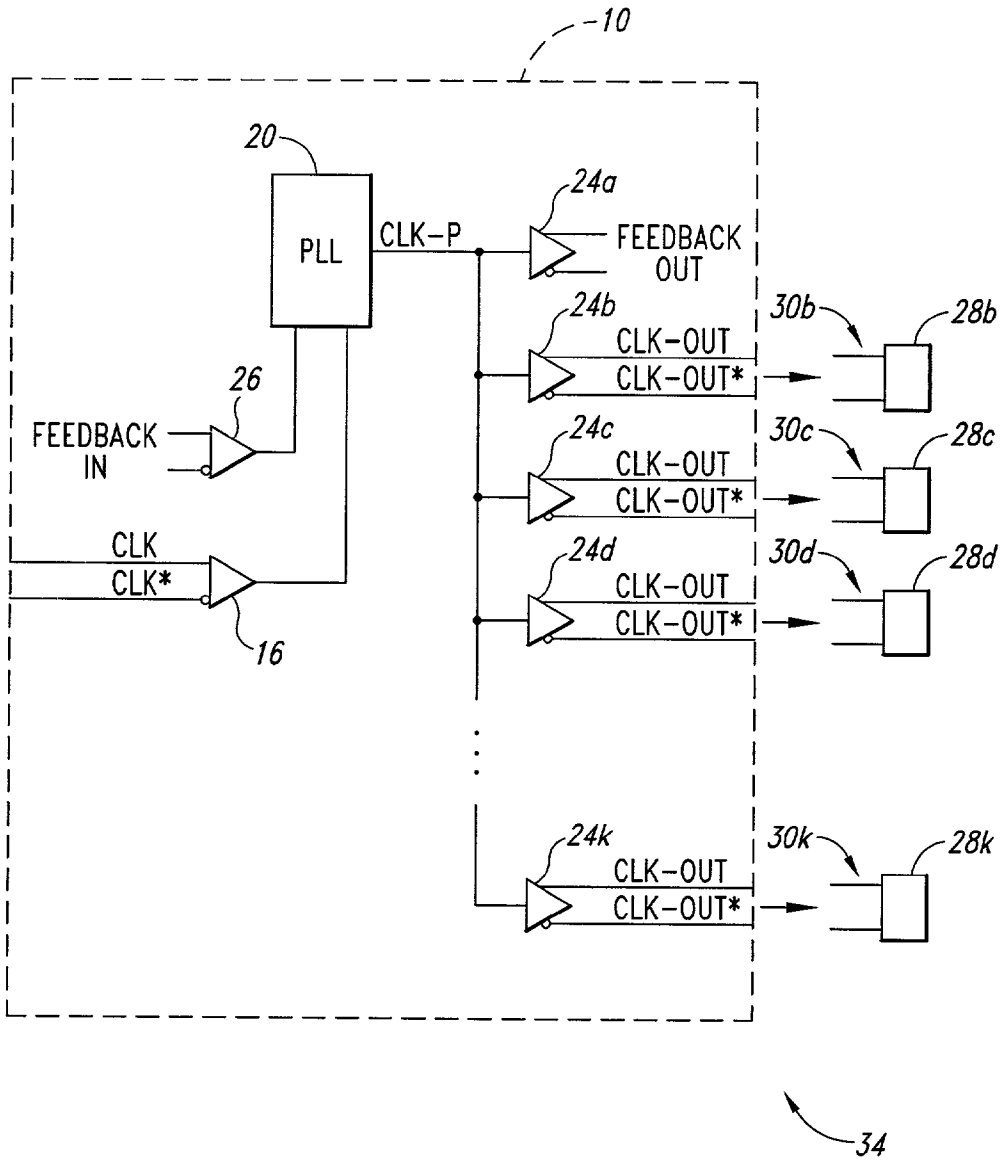 10
20
PLL
CLK-P
24a
FEEDBACK
OUT
24b
CLK-OUT
CLK-OUT*
30b
28b
26
FEEDBACK
IN
24c
CLK-OUT
CLK-OUT*
30c
28c
CLK
CLK*
16
24d
CLK-OUT
CLK-OUT*
30d
28d
24k
CLK-OUT
CLK-OUT*
30k
28k
34